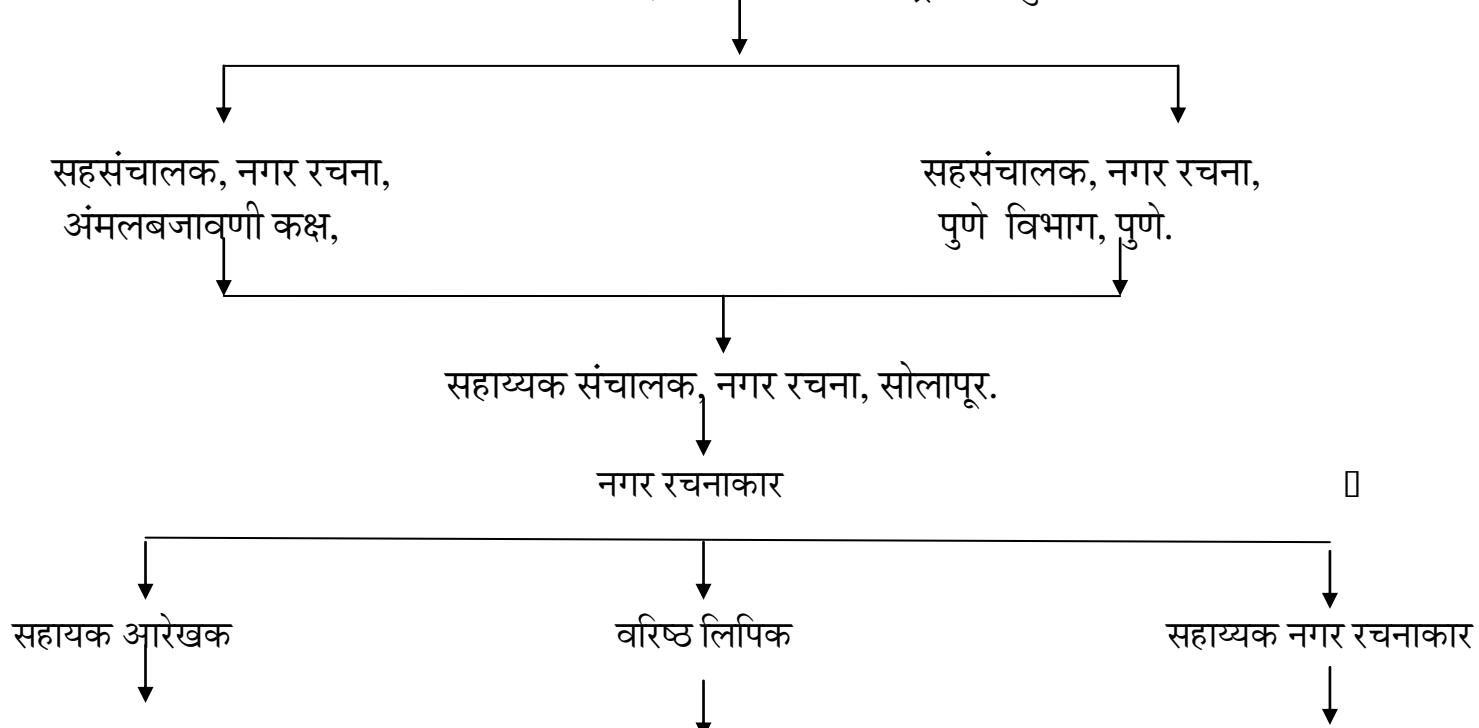 सहसंचालक, नगर रचना,
अंमलबजावणी कक्ष,
सहसंचालक, नगर रचना,
पुणे विभाग, पुणे.
सहाय्यक संचालक, नगर रचना, सोलापूर.
नगर रचनाकार
सहायक आरेखक
वरिष्ठ लिपिक
सहाय्यक नगर रचनाकार